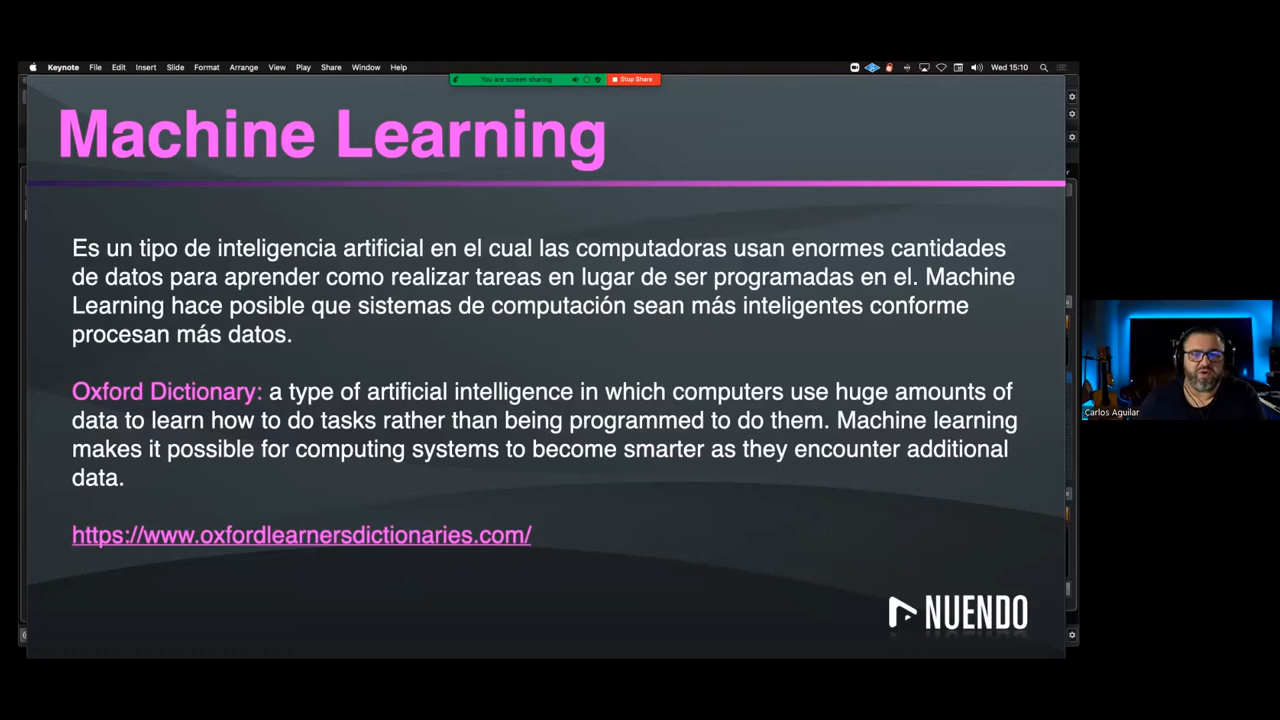 Keynote File Edit Insert Slide Format Arrange View Play Share Window Help Wed 15:10
You are screen sharing Stop Share
Machine Learning
Es un tipo de inteligencia artificial en el cual las computadoras usan enormes cantidades
de datos para aprender como realizar tareas en lugar de ser programadas en el. Machine
Learning hace posible que sistemas de computación sean más inteligentes conforme
procesan más datos.
Oxford Dictionary: a type of artificial intelligence in which computers use huge amounts of
data to learn how to do tasks rather than being programmed to do them. Machine learning
makes it possible for computing systems to become smarter as they encounter additional
data.
https://www.oxfordlearnersdictionaries.com/
NUENDO
Carlos Aguilar